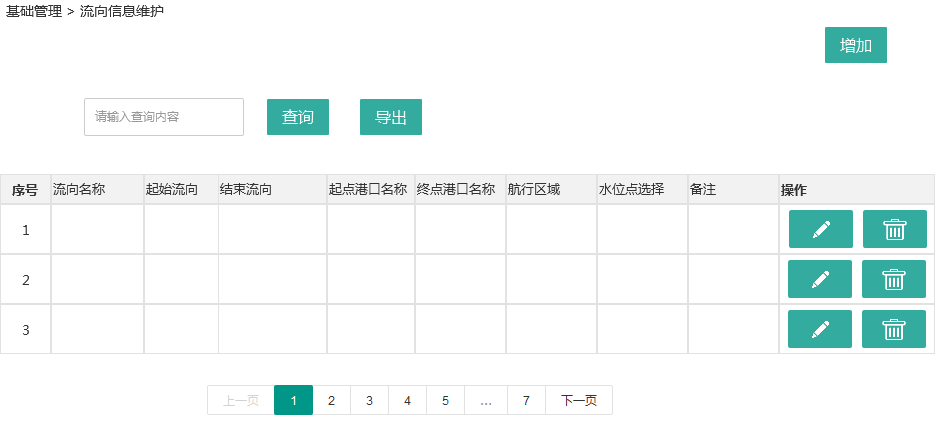 基础管理 > 流向信息维护
增加
请输入查询内容 查询 导出
序号 流向名称 起始流向 结束流向 起点港口名称 终点港口名称 航行区域 水位点选择 备注 操作
1
2
3
上一页 1 2 3 4 5 … 7 下一页